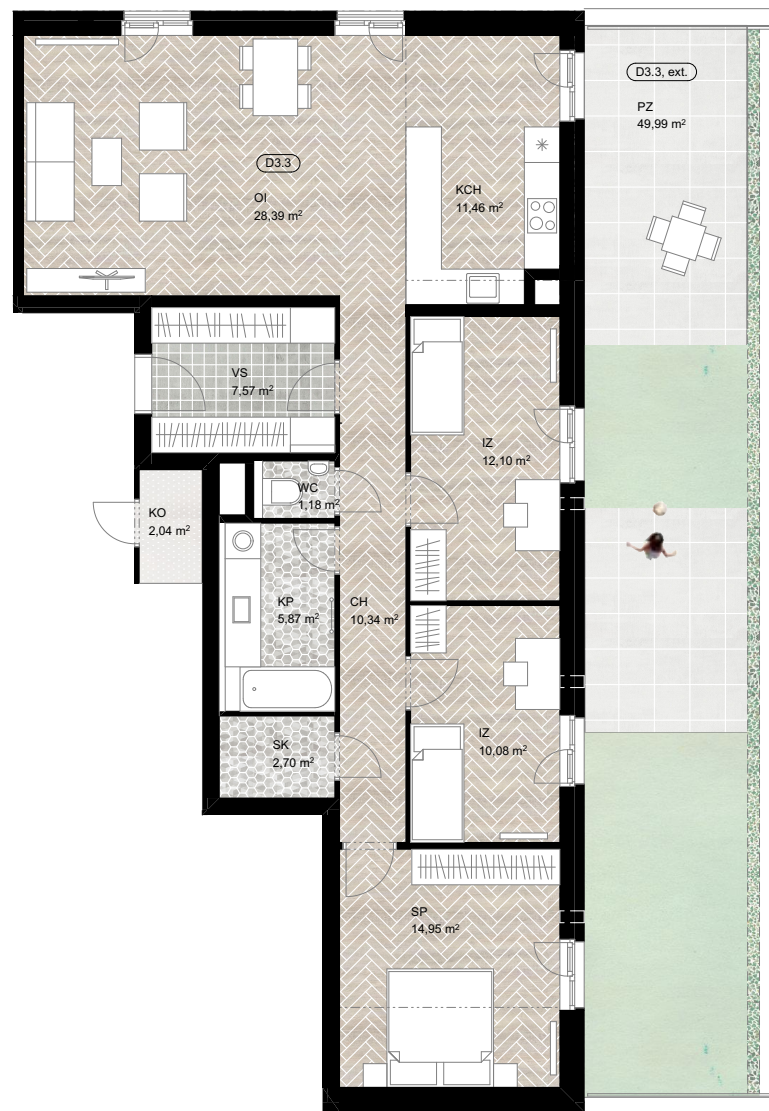 D3.3, ext.
PZ
49,99 m²
D3.3
OI
28,39 m²
KCH
11,46 m²
VS
7,57 m²
IZ
12,10 m²
WC
1,18 m²
KO
2,04 m²
KP
5,87 m²
CH
10,34 m²
SK
2,70 m²
IZ
10,08 m²
SP
14,95 m²